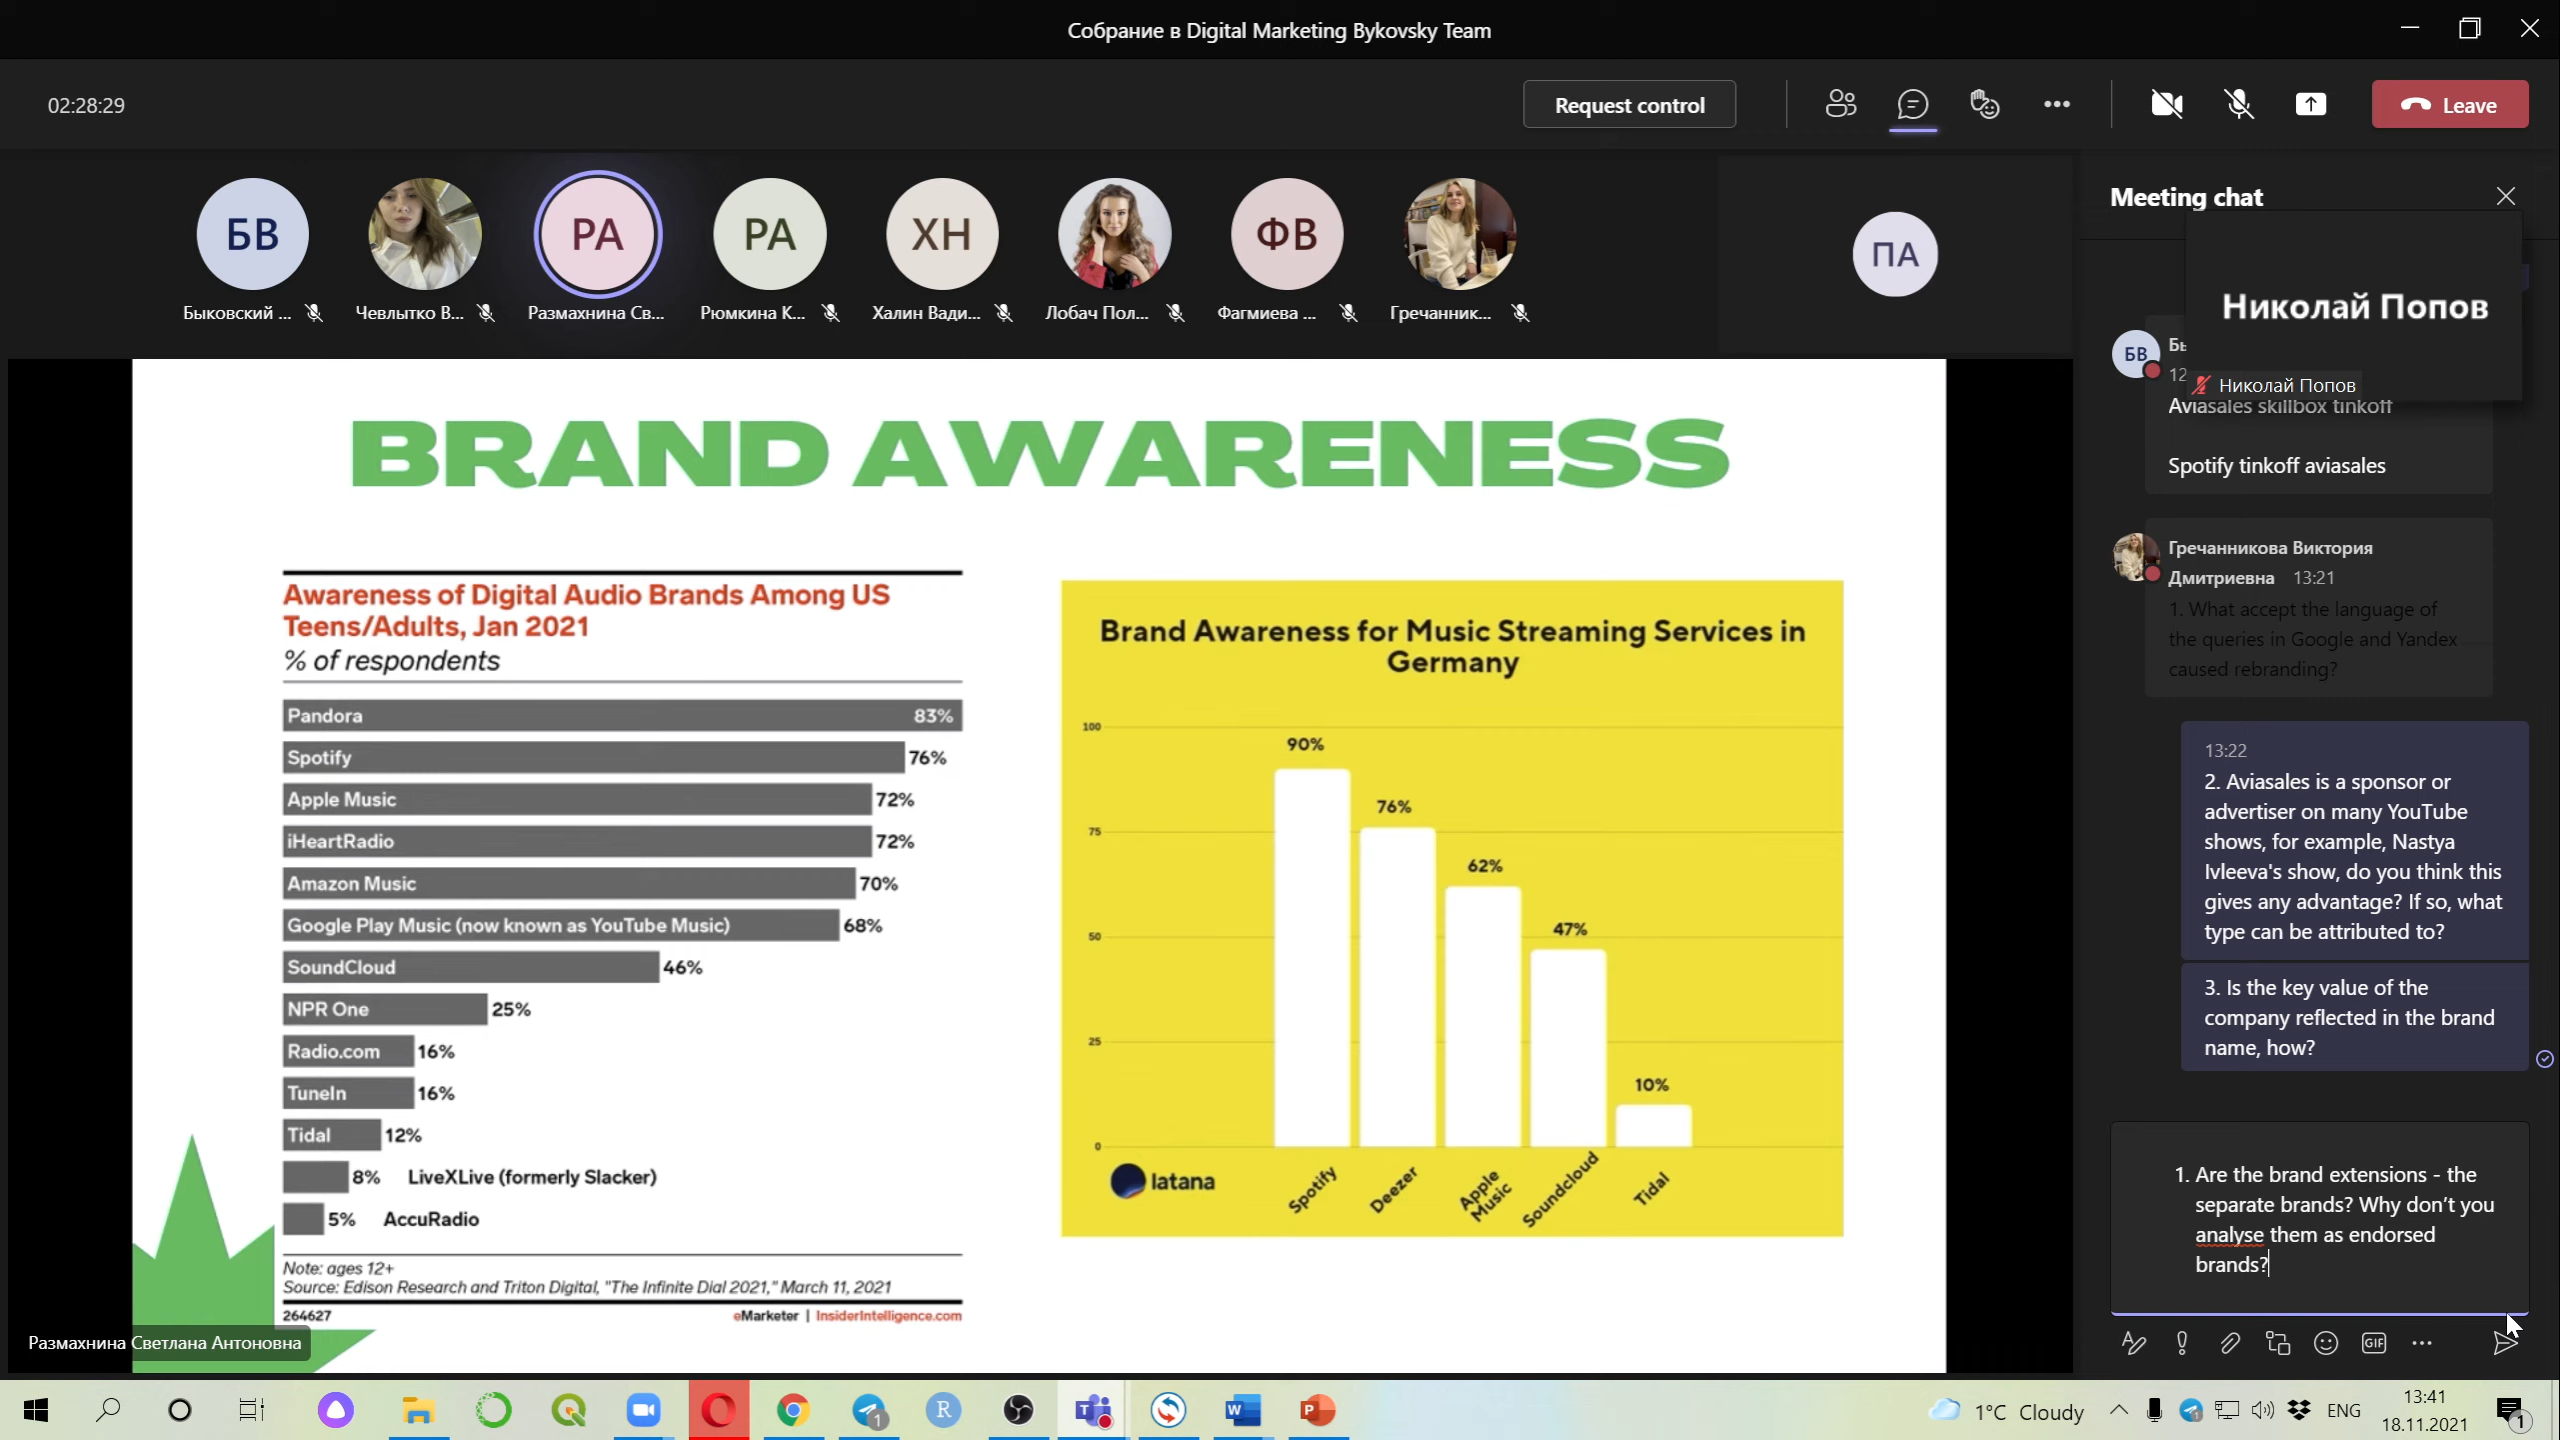 Собрание в Digital Marketing Bykovsky Team
02:28:29
Request control
Leave
БВ
РА
РА
ХН
ФВ
ПА
Быковский ...
Чевлытко В...
Размахнина Св...
Рюмкина К...
Халин Вади...
Лобач Пол...
Фагмиева ...
Гречанник...
BRAND AWARENESS
Awareness of Digital Audio Brands Among US
Teens/Adults, Jan 2021
% of respondents
Pandora 83%
Spotify 76%
Apple Music 72%
iHeartRadio 72%
Amazon Music 70%
Google Play Music (now known as YouTube Music) 68%
SoundCloud 46%
NPR One 25%
Radio.com 16%
TuneIn 16%
Tidal 12%
8% LiveXLive (formerly Slacker)
5% AccuRadio
Note: ages 12+
Source: Edison Research and Triton Digital, "The Infinite Dial 2021," March 11, 2021
264627
eMarketer | InsiderIntelligence.com
Размахнина Светлана Антоновна
Brand Awareness for Music Streaming Services in
Germany
100
75
50
25
0
90%
76%
62%
47%
10%
Spotify
Deezer
Apple
Music
Soundcloud
Tidal
latana
Meeting chat
Николай Попов
Николай Попов
БВ
12
Aviasales skillbox tinkoff
Spotify tinkoff aviasales
Гречанникова Виктория
Дмитриевна 13:21
1. What accept the language of
the queries in Google and Yandex
caused rebranding?
13:22
2. Aviasales is a sponsor or
advertiser on many YouTube
shows, for example, Nastya
Ivleeva's show, do you think this
gives any advantage? If so, what
type can be attributed to?
3. Is the key value of the
company reflected in the brand
name, how?
1. Are the brand extensions - the
separate brands? Why don't you
analyse them as endorsed
brands?
GIF
1°C Cloudy
ENG
13:41
18.11.2021
1